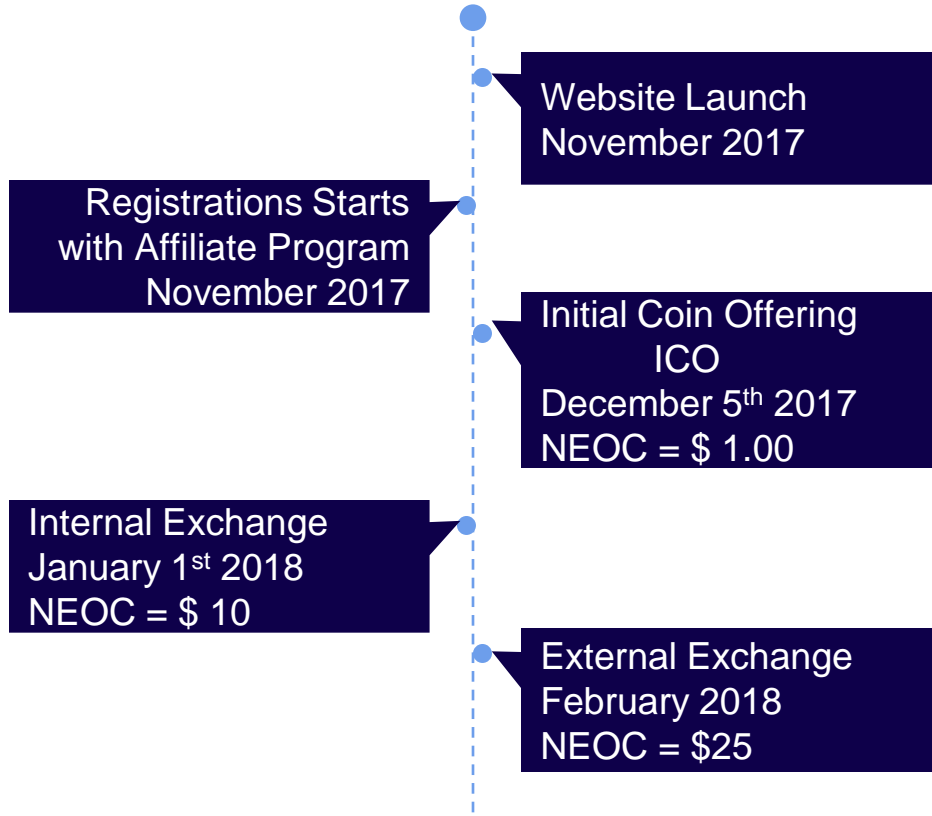 Website Launch
November 2017
Registrations Starts
with Affiliate Program
November 2017
Initial Coin Offering
ICO
December 5th 2017
NEOC = $ 1.00
Internal Exchange
January 1st 2018
NEOC = $ 10
External Exchange
February 2018
NEOC = $25